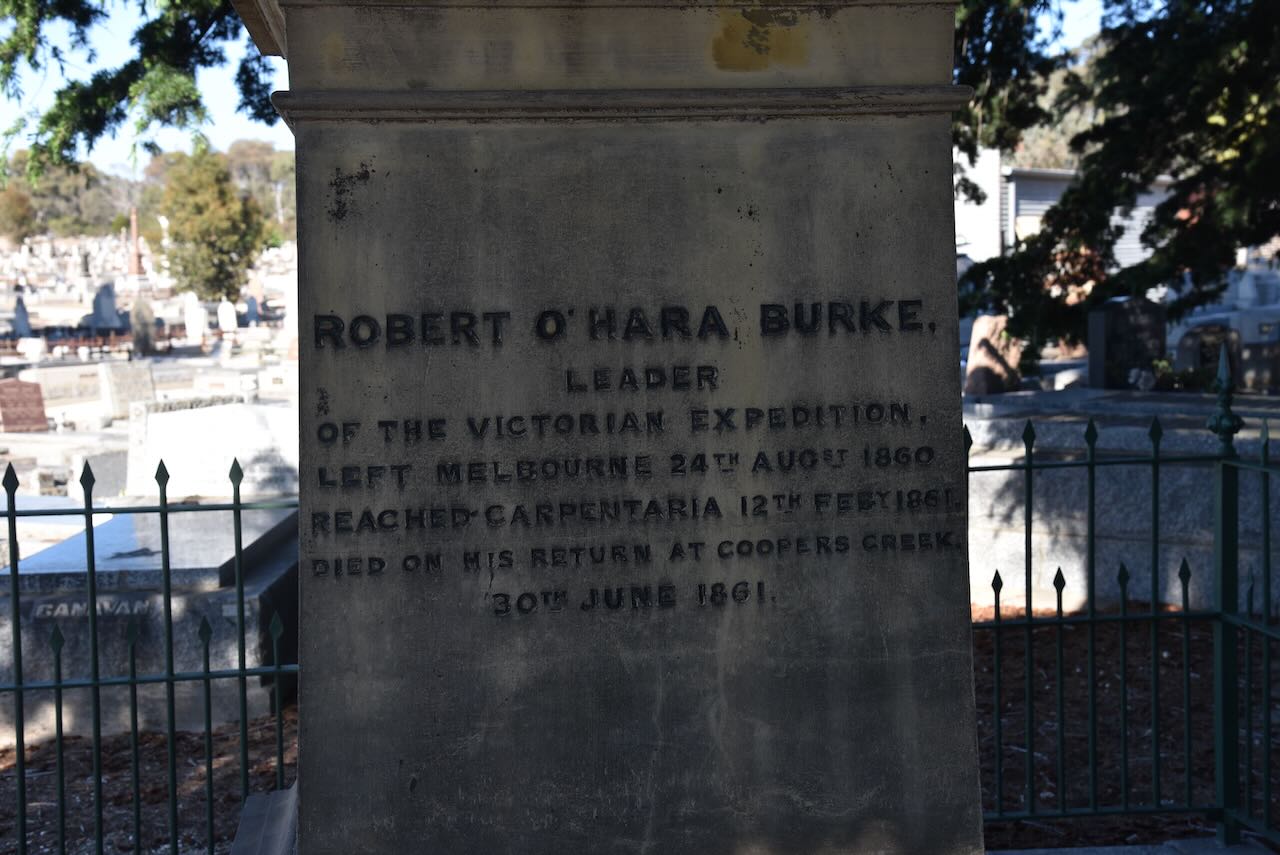 ROBERT O'HARA BURKE,
LEADER
OF THE VICTORIAN EXPEDITION,
LEFT MELBOURNE 24TH AUGST 1860
REACHED CARPENTARIA 12TH FEBY 1861,
DIED ON HIS RETURN AT COOPERS CREEK,
30TH JUNE 1861.
CANAVAN